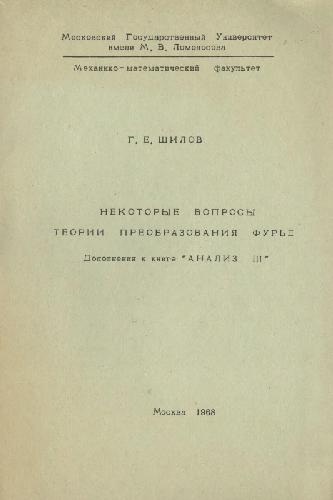 Московский Государственный Университет
имени М. В. Ломоносова
Механико-математический факультет
Г. Е. ШИЛОВ
НЕКОТОРЫЕ ВОПРОСЫ
ТЕОРИИ ПРЕОБРАЗОВАНИЯ ФУРЬЕ
Дополнения к книге "АНАЛИЗ III"
Москва 1968